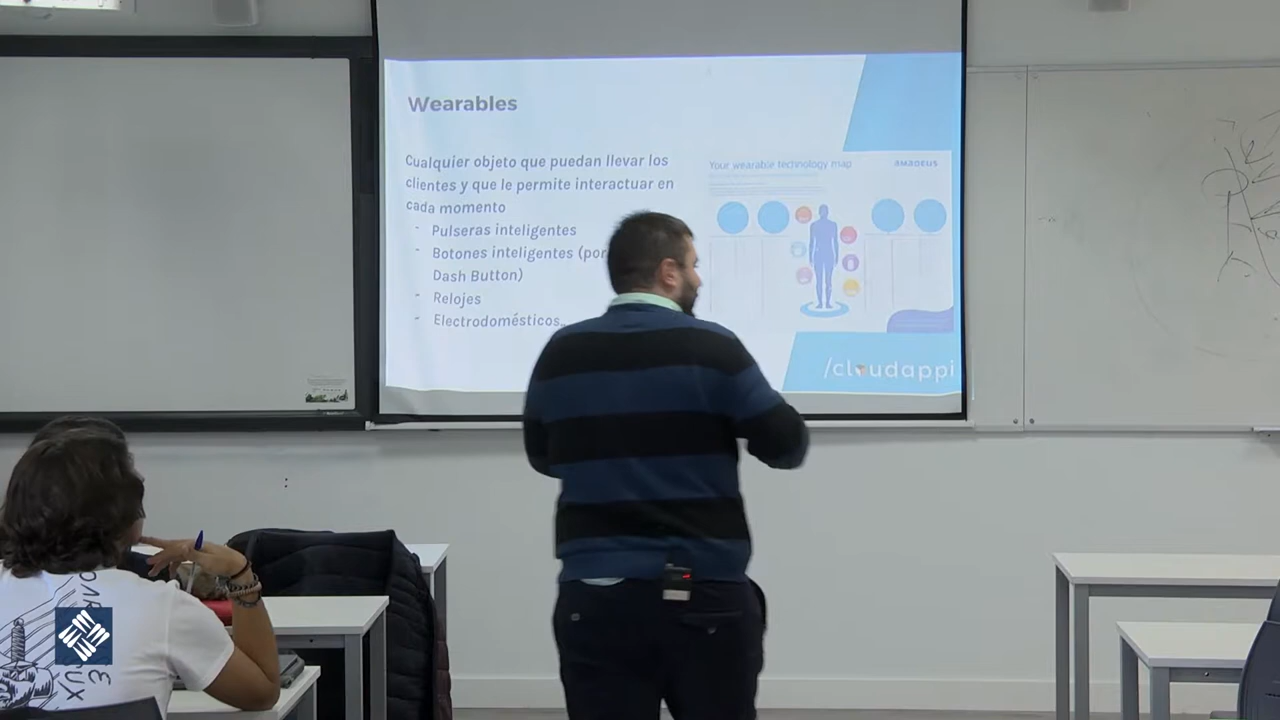 Wearables
Cualquier objeto que puedan llevar los
clientes y que le permite interactuar en
cada momento
- Pulseras inteligentes
- Botones inteligentes (por
Dash Button)
- Relojes
- Electrodomésticos...
Your wearable technology map
amadeus
/cloudappi